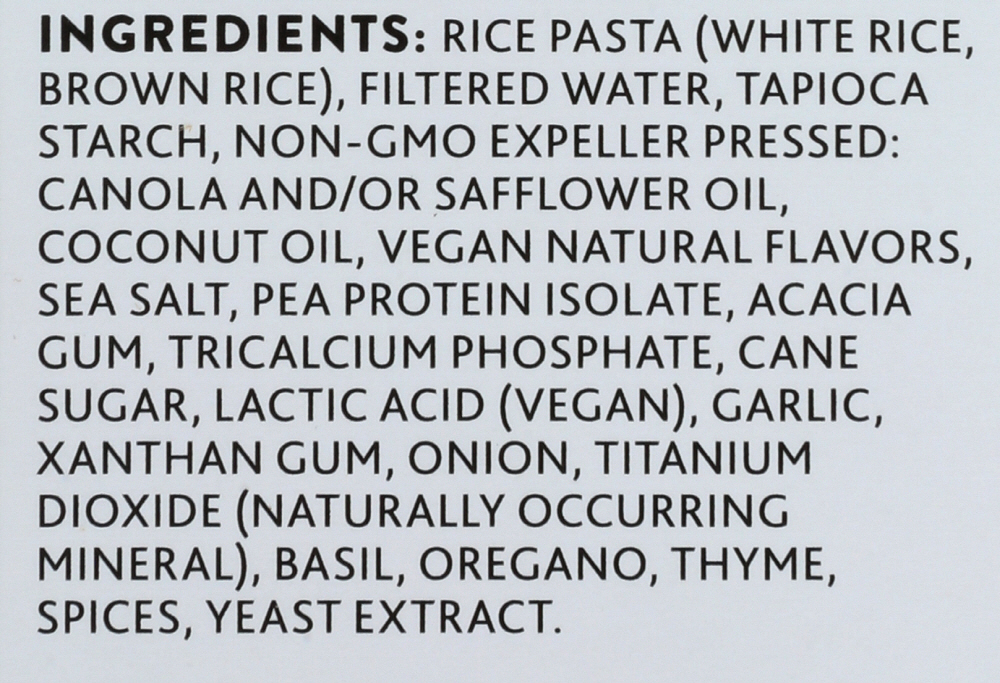 INGREDIENTS: RICE PASTA (WHITE RICE,
BROWN RICE), FILTERED WATER, TAPIOCA
STARCH, NON-GMO EXPELLER PRESSED:
CANOLA AND/OR SAFFLOWER OIL,
COCONUT OIL, VEGAN NATURAL FLAVORS,
SEA SALT, PEA PROTEIN ISOLATE, ACACIA
GUM, TRICALCIUM PHOSPHATE, CANE
SUGAR, LACTIC ACID (VEGAN), GARLIC,
XANTHAN GUM, ONION, TITANIUM
DIOXIDE (NATURALLY OCCURRING
MINERAL), BASIL, OREGANO, THYME,
SPICES, YEAST EXTRACT.